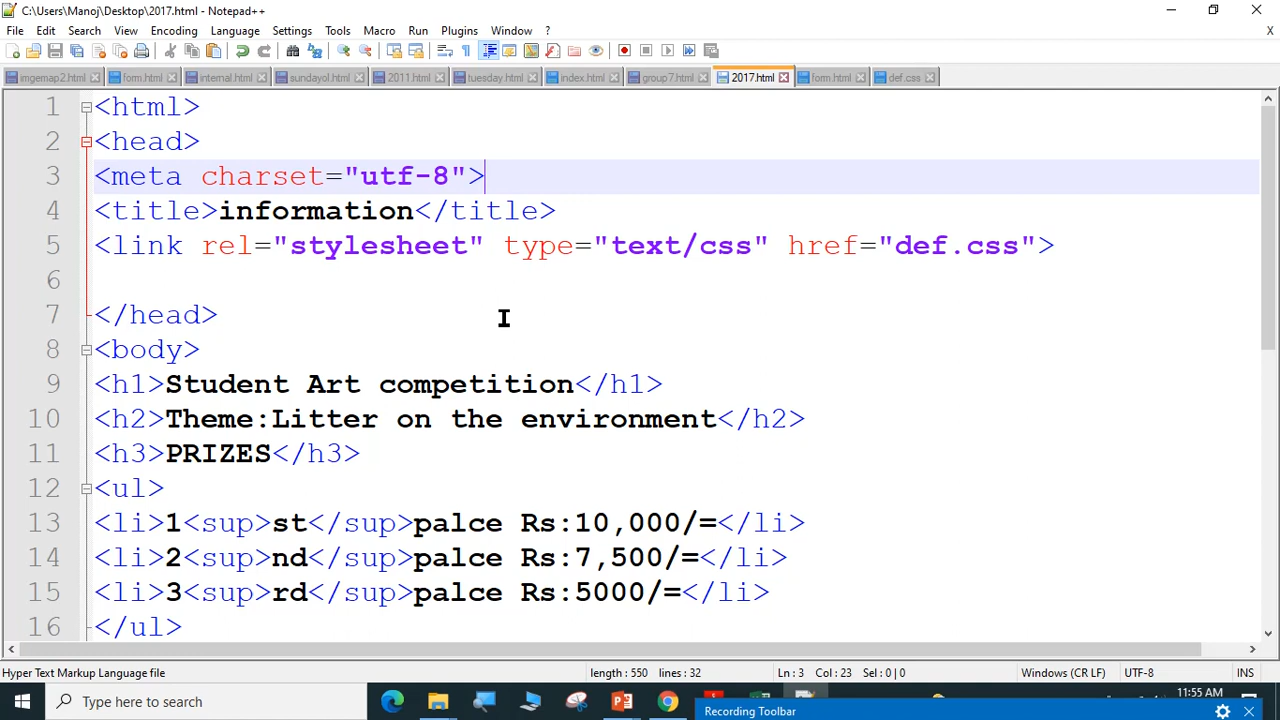 C:\Users\Manoj\Desktop\2017.html - Notepad++
File Edit Search View Encoding Language Settings Tools Macro Run Plugins Window ? X
imgemap2.html form.html internal.html sundayol.html 2011.html tuesday.html index.html group7.html 2017.html form.html def.css
1 <html>
2 <head>
3 <meta charset="utf-8">
4 <title>information</title>
5 <link rel="stylesheet" type="text/css" href="def.css">
6
7 </head>
8 <body>
9 <h1>Student Art competition</h1>
10 <h2>Theme:Litter on the environment</h2>
11 <h3>PRIZES</h3>
12 <ul>
13 <li>1<sup>st</sup>palce Rs:10,000/=</li>
14 <li>2<sup>nd</sup>palce Rs:7,500/=</li>
15 <li>3<sup>rd</sup>palce Rs:5000/=</li>
16 </ul>
Hyper Text Markup Language file length : 550 lines : 32 Ln : 3 Col : 23 Sel : 0 | 0 Windows (CR LF) UTF-8 INS
Type here to search 11:55 AM
Recording Toolbar